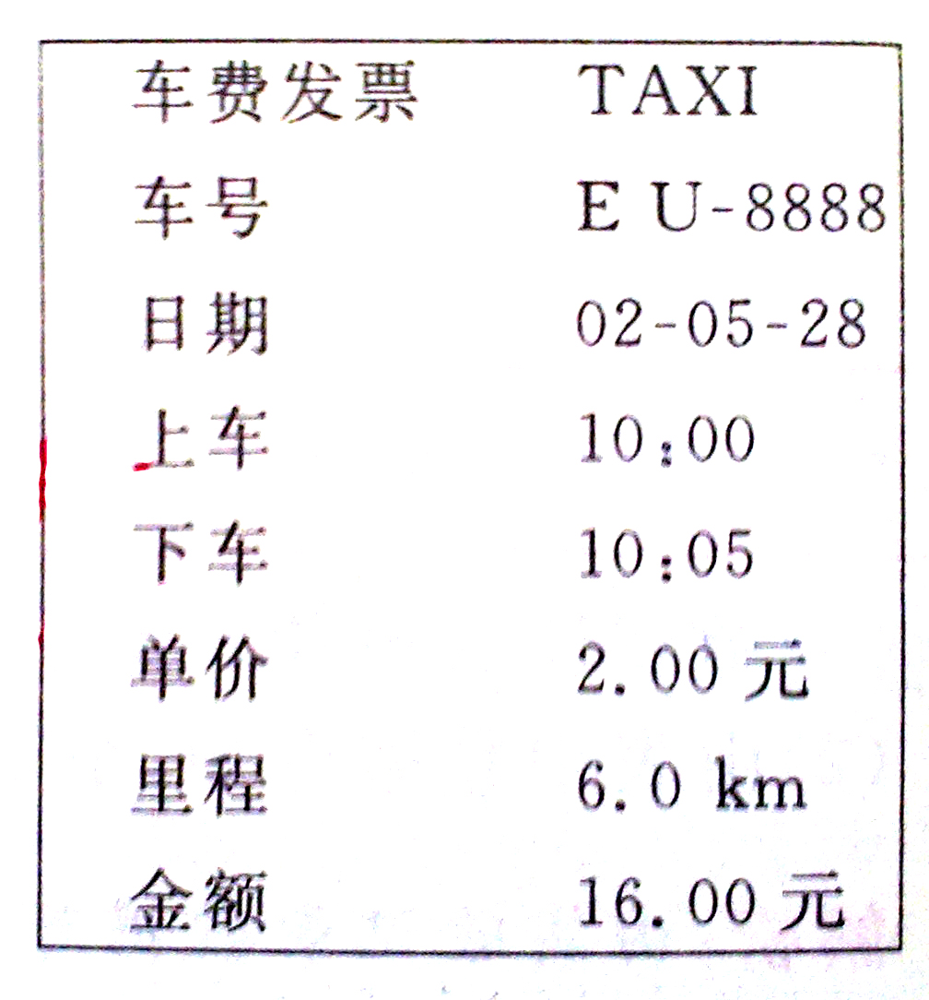 车费发票 TAXI
车号 E U-8888
日期 02-05-28
上车 10:00
下车 10:05
单价 2.00 元
里程 6.0 km
金额 16.00 元